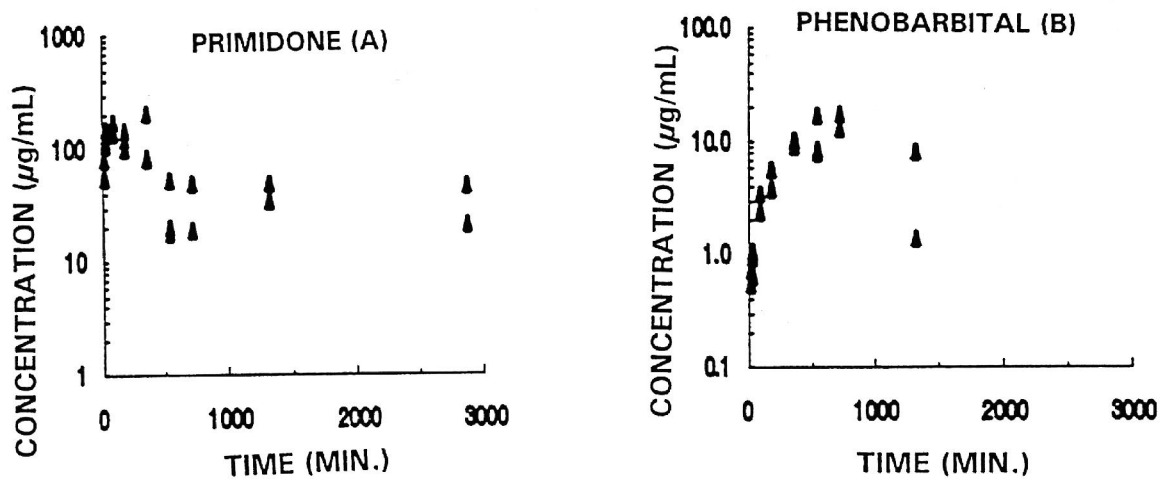 PRIMIDONE (A)
CONCENTRATION (µg/mL)
1000
100
10
1
0 1000 2000 3000
TIME (MIN.)
PHENOBARBITAL (B)
CONCENTRATION (µg/mL)
100.0
10.0
1.0
0.1
0 1000 2000 3000
TIME (MIN.)